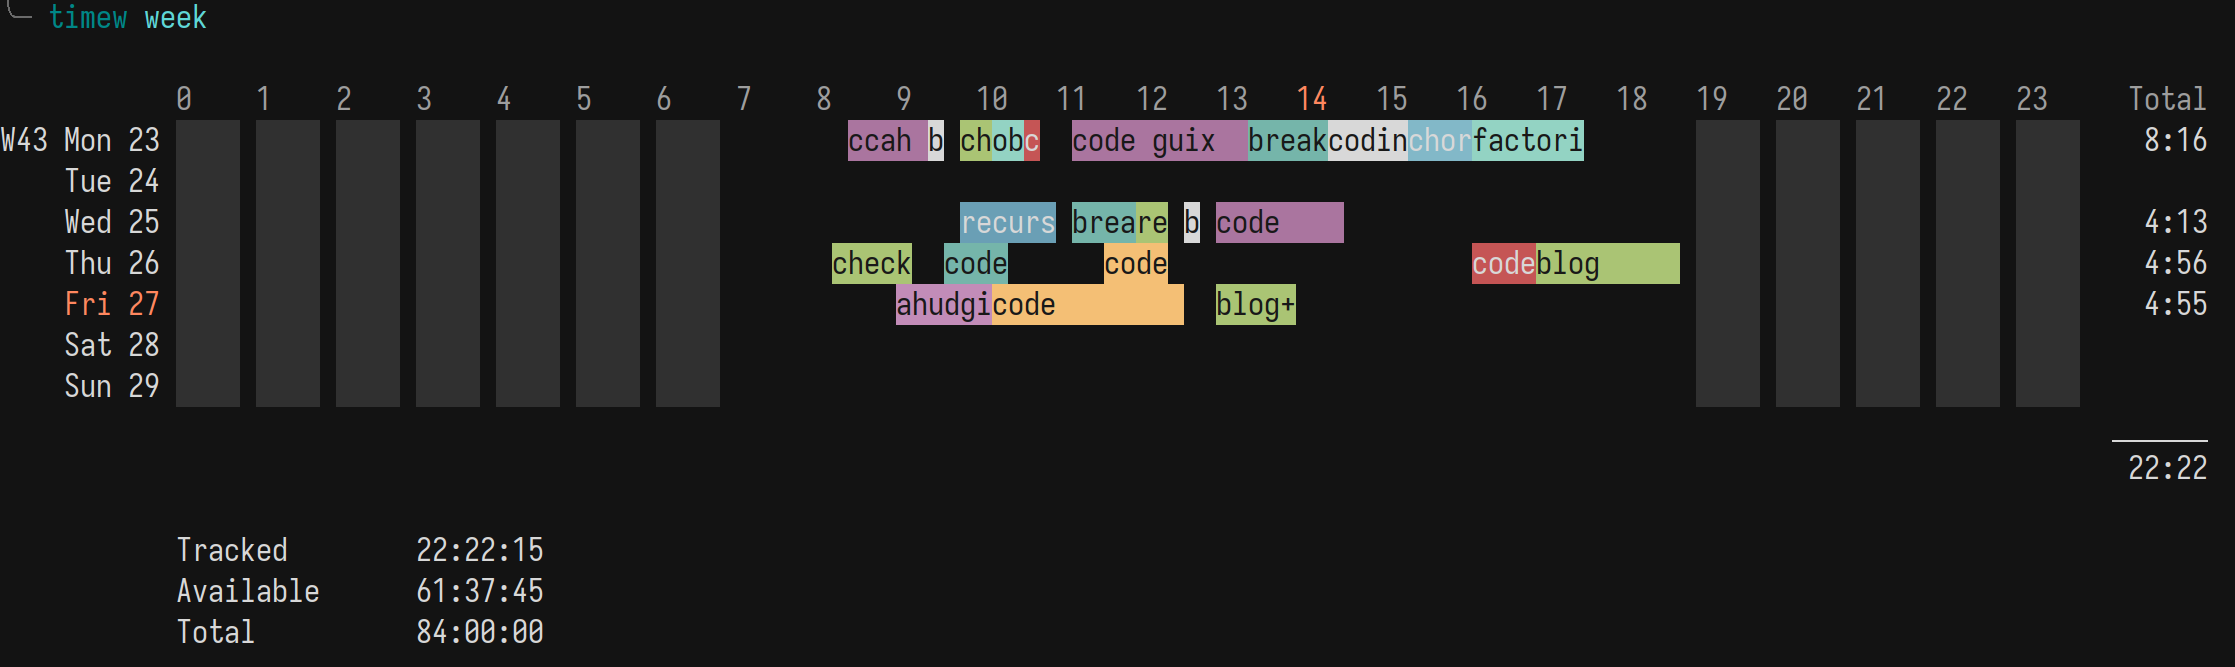 timew week
0 1 2 3 4 5 6 7 8 9 10 11 12 13 14 15 16 17 18 19 20 21 22 23 Total
W43 Mon 23 ccah b chobc code guix breakcodinchorfactori 8:16
Tue 24
Wed 25 recurs breare b code 4:13
Thu 26 check code code codeblog 4:56
Fri 27 ahudgicode blog+ 4:55
Sat 28
Sun 29
22:22
Tracked 22:22:15
Available 61:37:45
Total 84:00:00